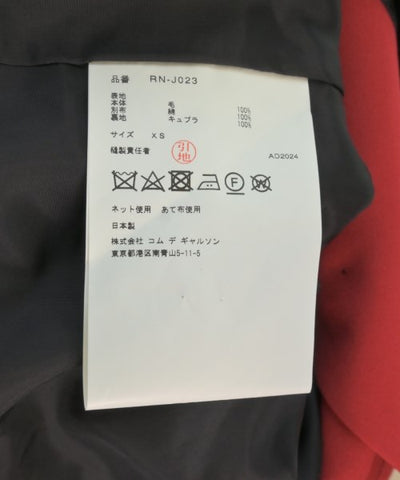 品番 RN-J023
表地
本体 毛 100%
別布 綿 100%
裏地 キュプラ 100%
サイズ XS
縫製責任者 引地 AD2024
F W
ネット使用 あて布使用
日本製
株式会社 コム デ ギャルソン
東京都港区南青山5-11-5